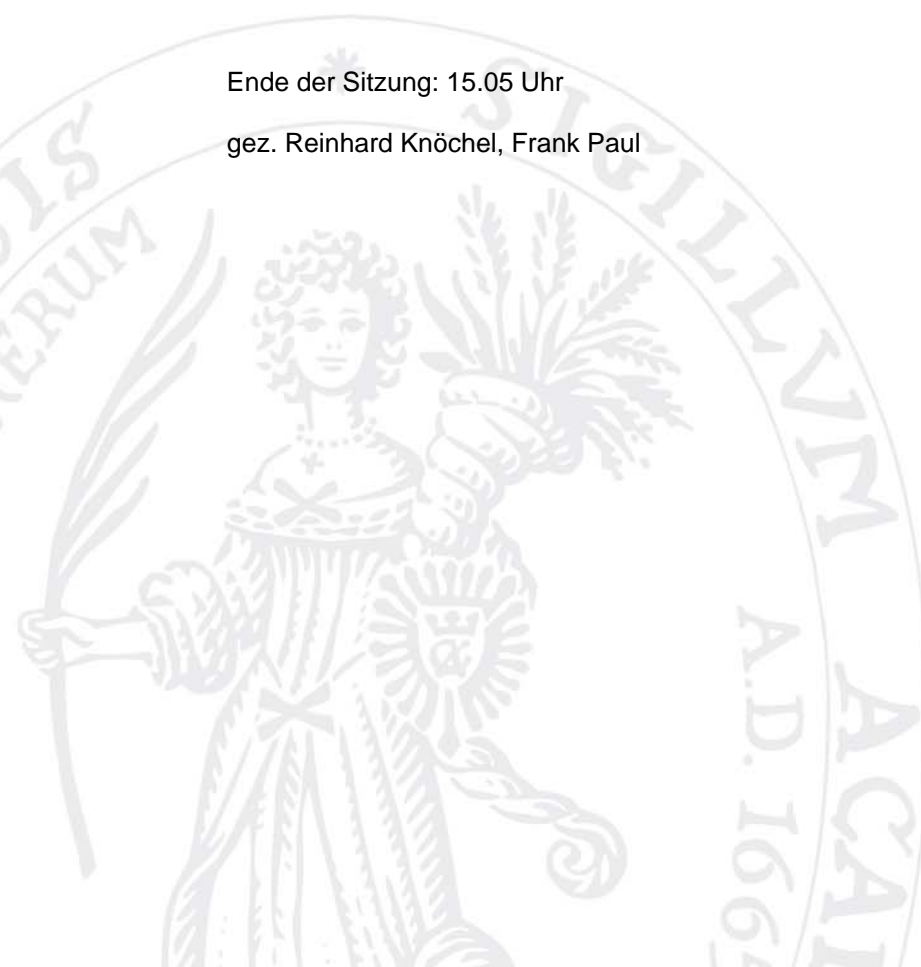 Ende der Sitzung: 15.05 Uhr
gez. Reinhard Knöchel, Frank Paul
SIGILLVM
A.D.